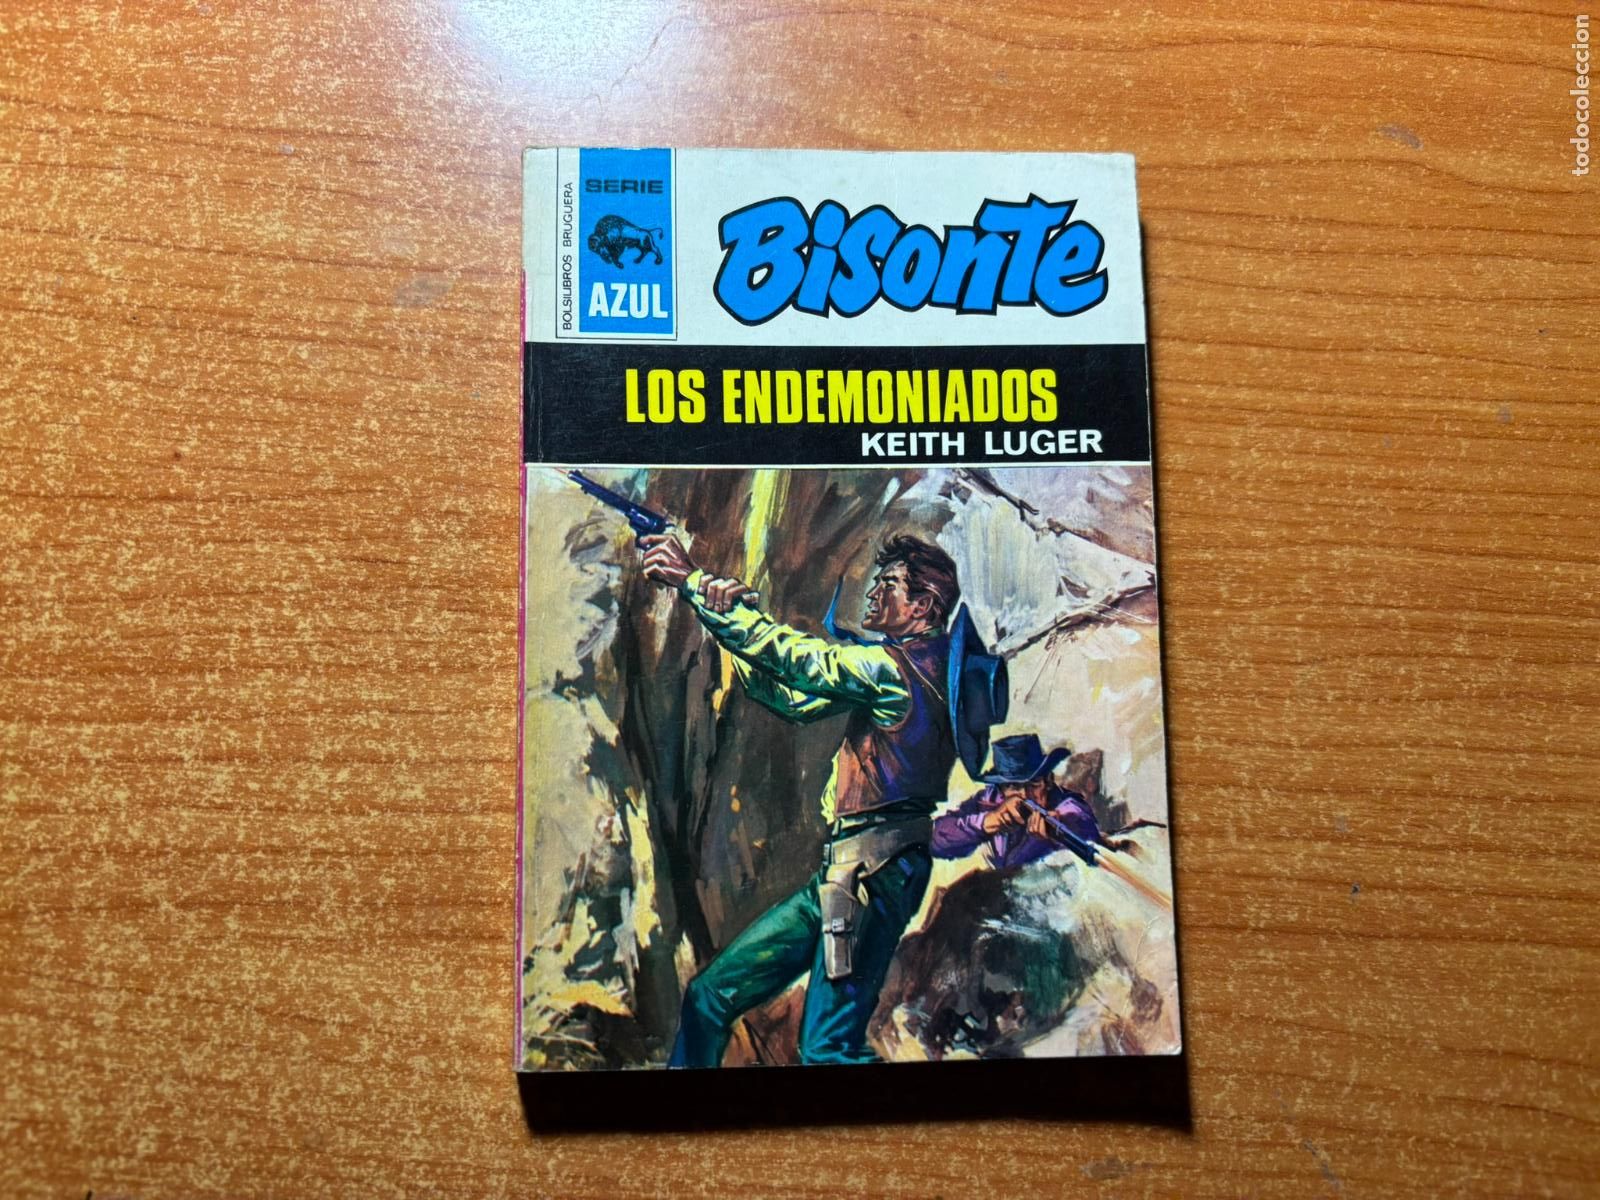 BOLSILIBROS BRUGUERA
SERIE
AZUL
Bisonte
LOS ENDEMONIADOS
KEITH LUGER
todocoleccion